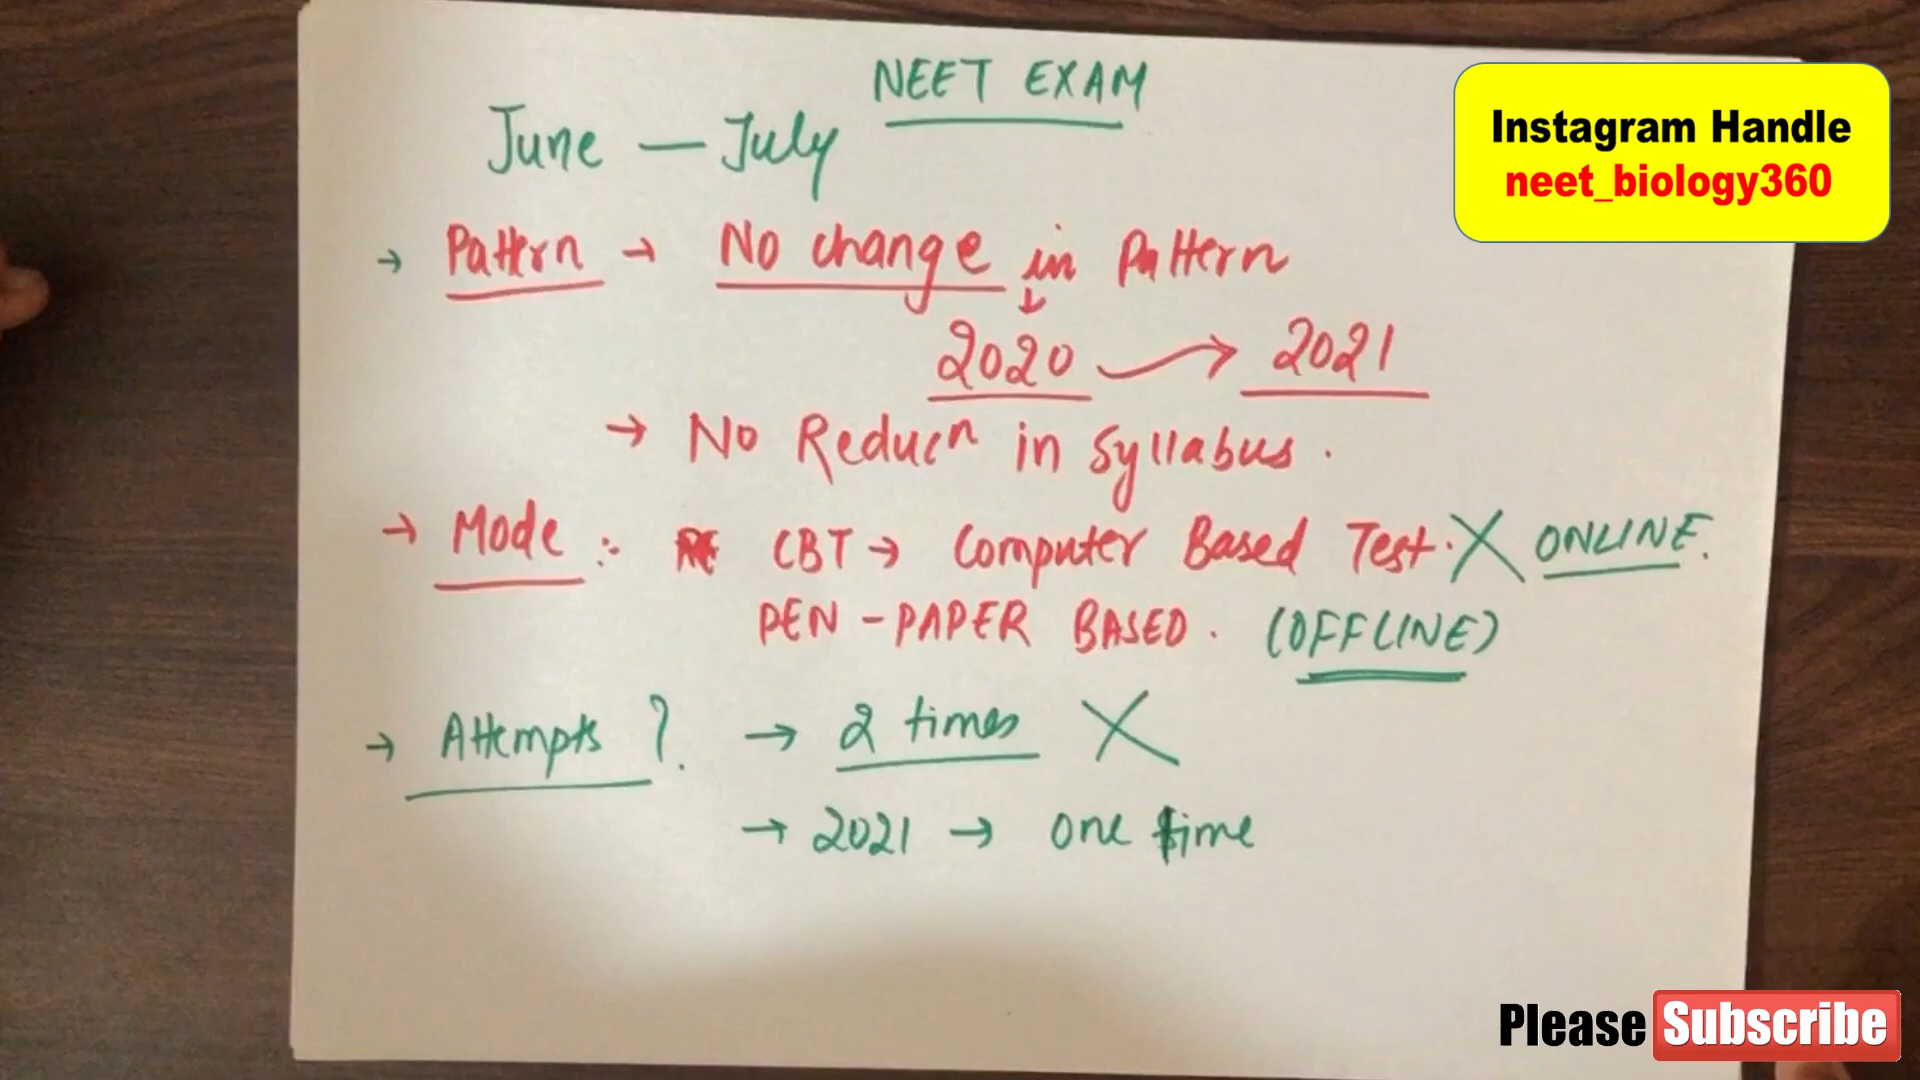 NEET EXAM
June — July
→ Pattern → No change in Pattern
2020 → 2021
→ No Reducn in Syllabus.
→ Mode : CBT → Computer Based Test. X ONLINE.
PEN - PAPER BASED. (OFFLINE)
→ Attempts ? → 2 times X
→ 2021 → One time
Instagram Handle
neet_biology360
Please Subscribe